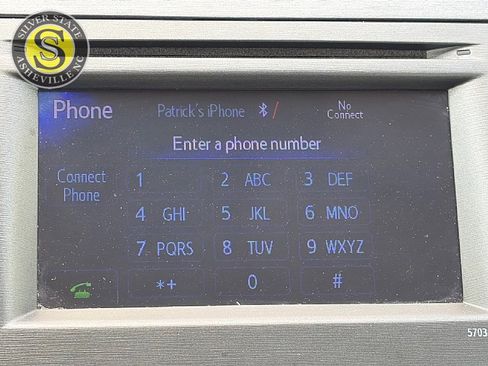 SILVER STATE
S
ASHEVILLE NC
Phone
Patrick's iPhone
No
Connect
Enter a phone number
Connect
Phone
1
2 ABC
3 DEF
4 GHI
5 JKL
6 MNO
7 PQRS
8 TUV
9 WXYZ
*+
0
#
5703